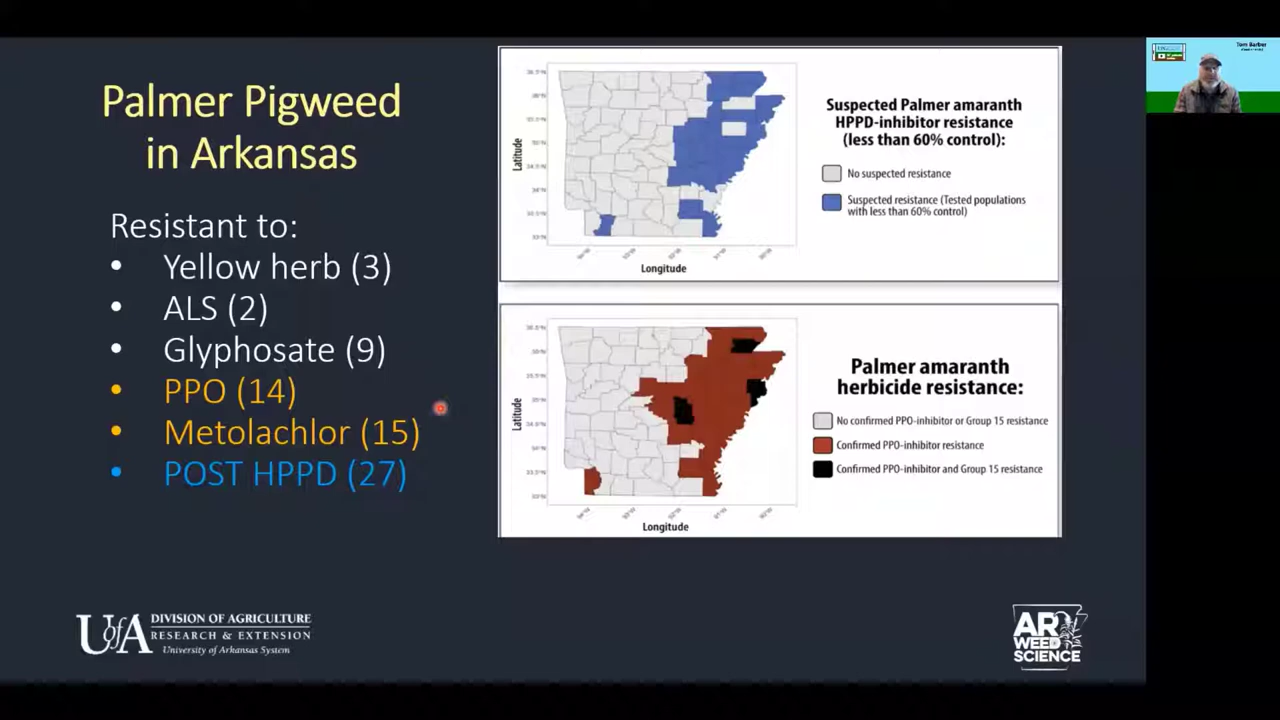 Palmer Pigweed
in Arkansas
Resistant to:
• Yellow herb (3)
• ALS (2)
• Glyphosate (9)
• PPO (14)
• Metolachlor (15)
• POST HPPD (27)
Latitude
Longitude
Suspected Palmer amaranth
HPPD-inhibitor resistance
(less than 60% control):
No suspected resistance
Suspected resistance (Tested populations
with less than 60% control)
Latitude
Longitude
Palmer amaranth
herbicide resistance:
No confirmed PPO-inhibitor or Group 15 resistance
Confirmed PPO-inhibitor resistance
Confirmed PPO-inhibitor and Group 15 resistance
Tom Barber
UofA
DIVISION OF AGRICULTURE
RESEARCH & EXTENSION
University of Arkansas System
AR
WEED
SCIENCE